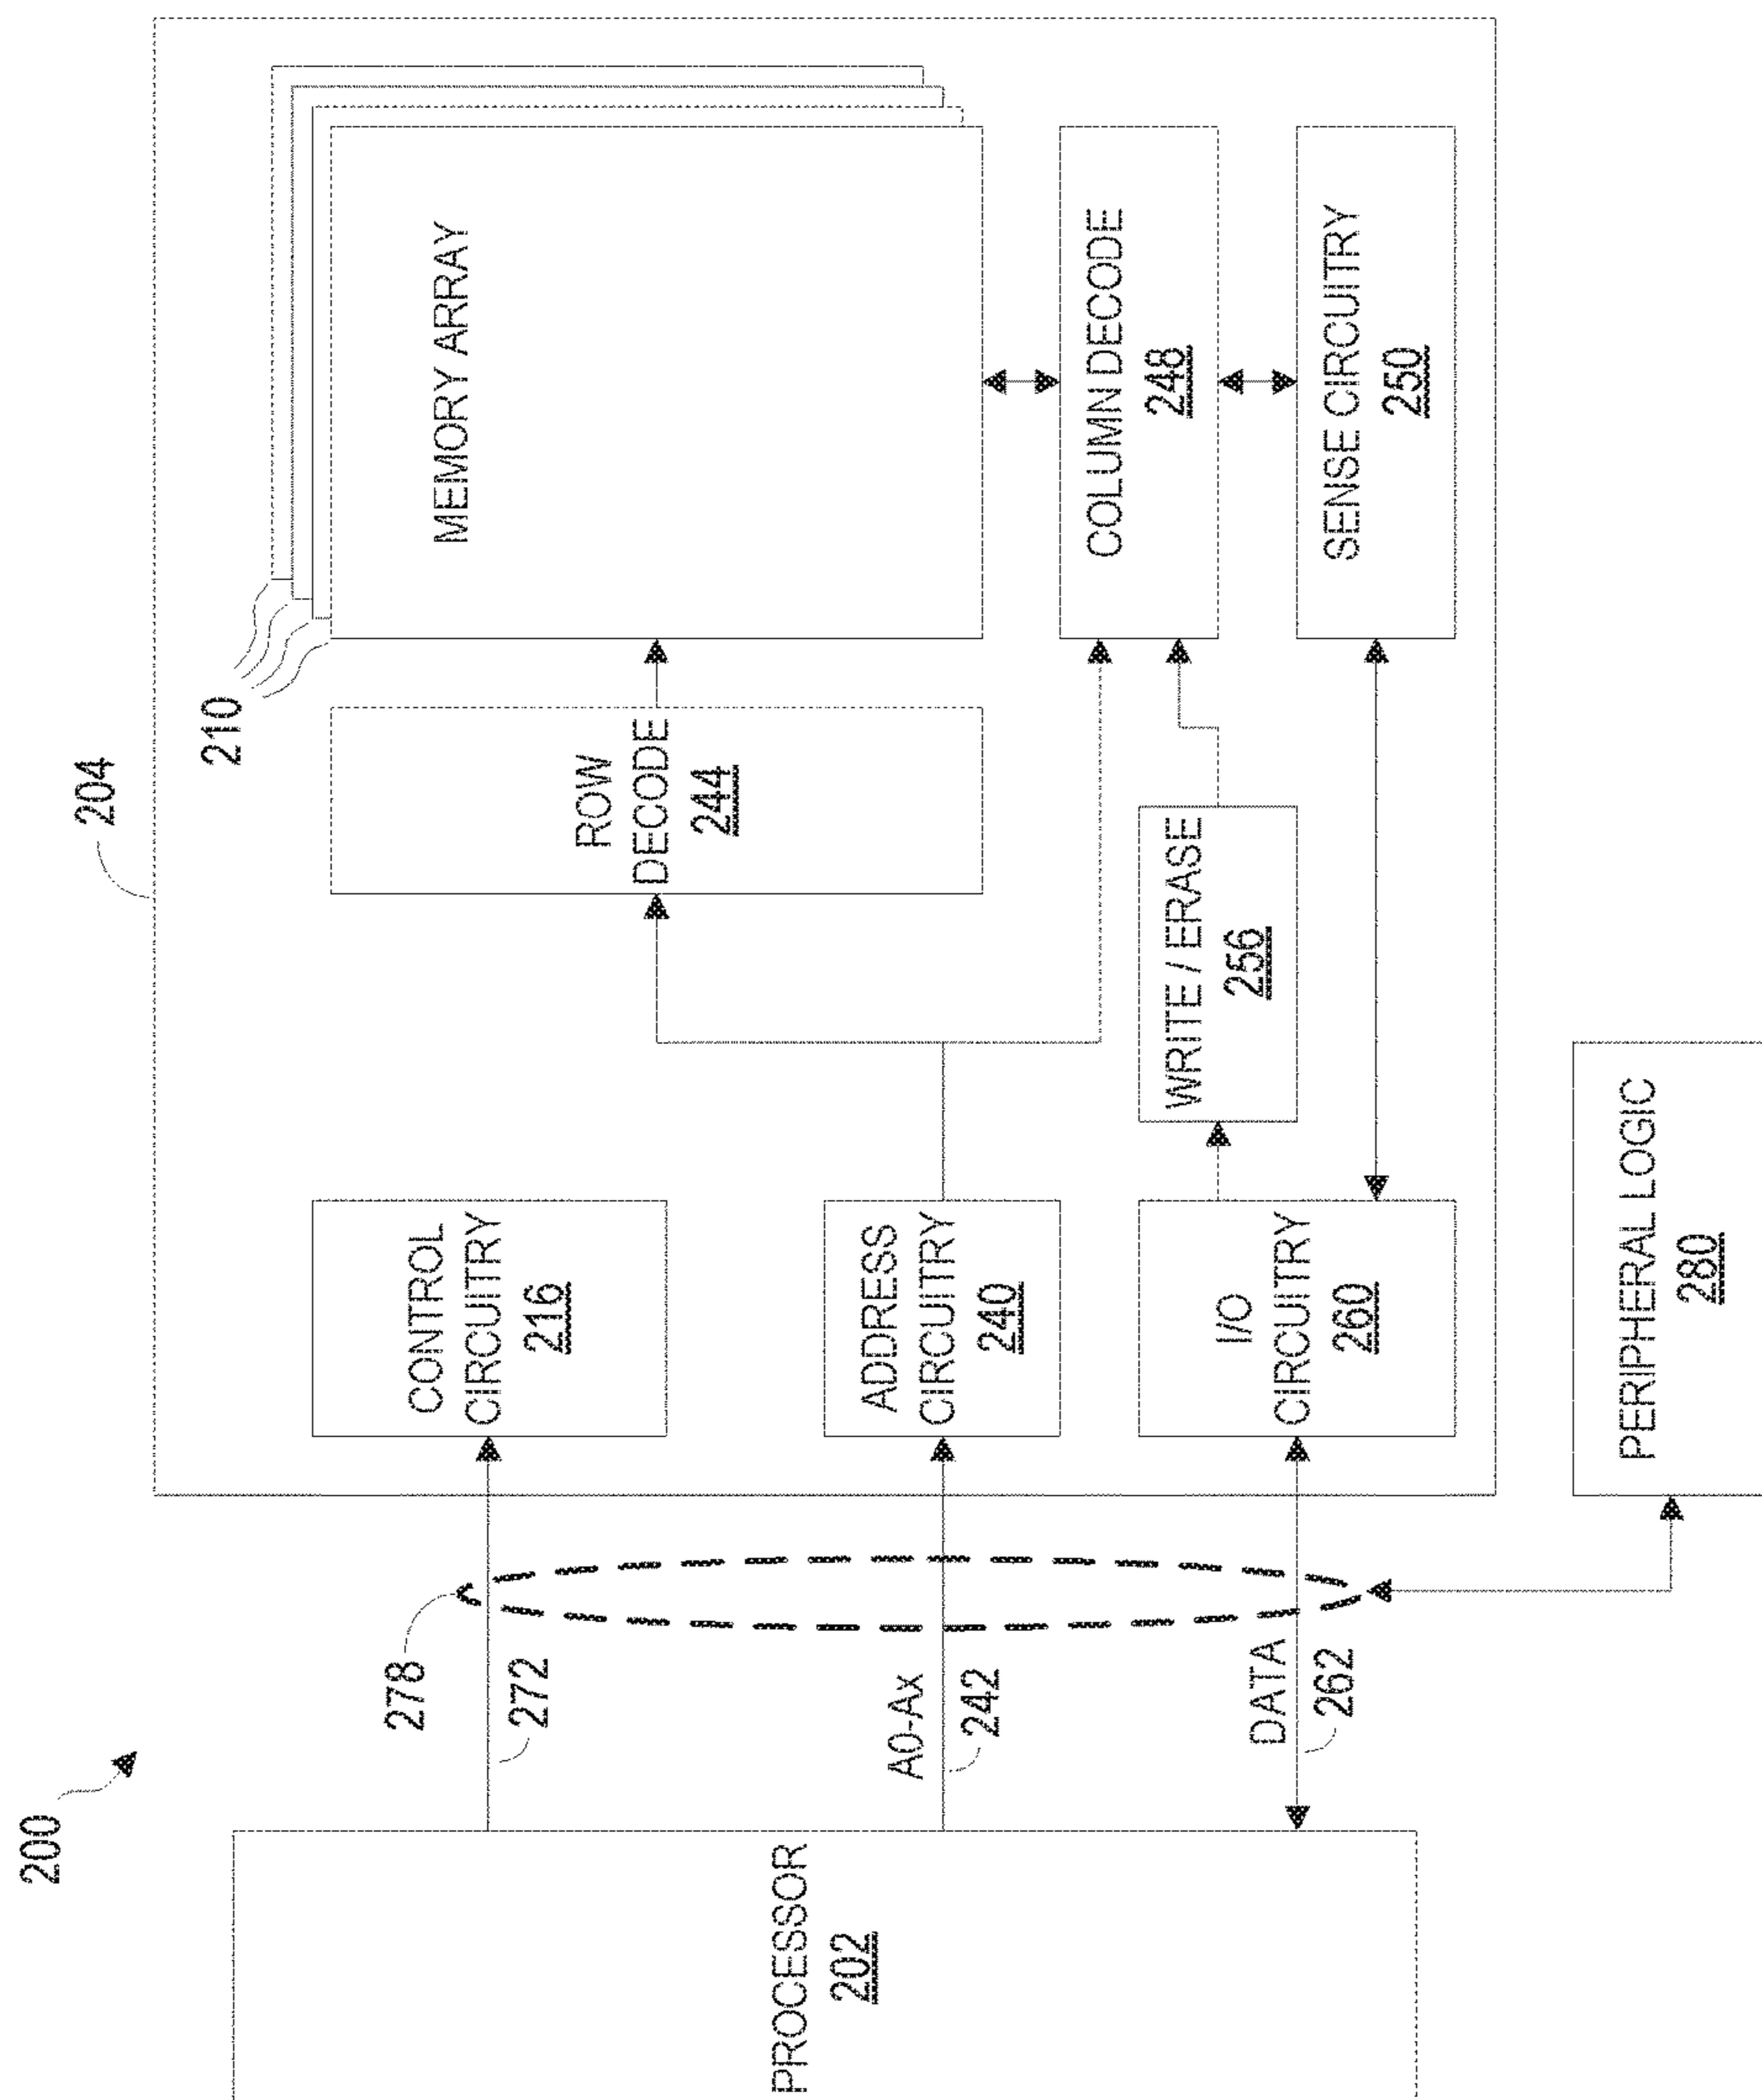 200
204
210
MEMORY ARRAY
ROW
DECODE
244
COLUMN DECODE
248
SENSE CIRCUITRY
250
WRITE / ERASE
256
CONTROL
CIRCUITRY
216
ADDRESS
CIRCUITRY
240
I/O
CIRCUITRY
260
278
272
A0-Ax
242
DATA
262
PROCESSOR
202
PERIPHERAL LOGIC
280